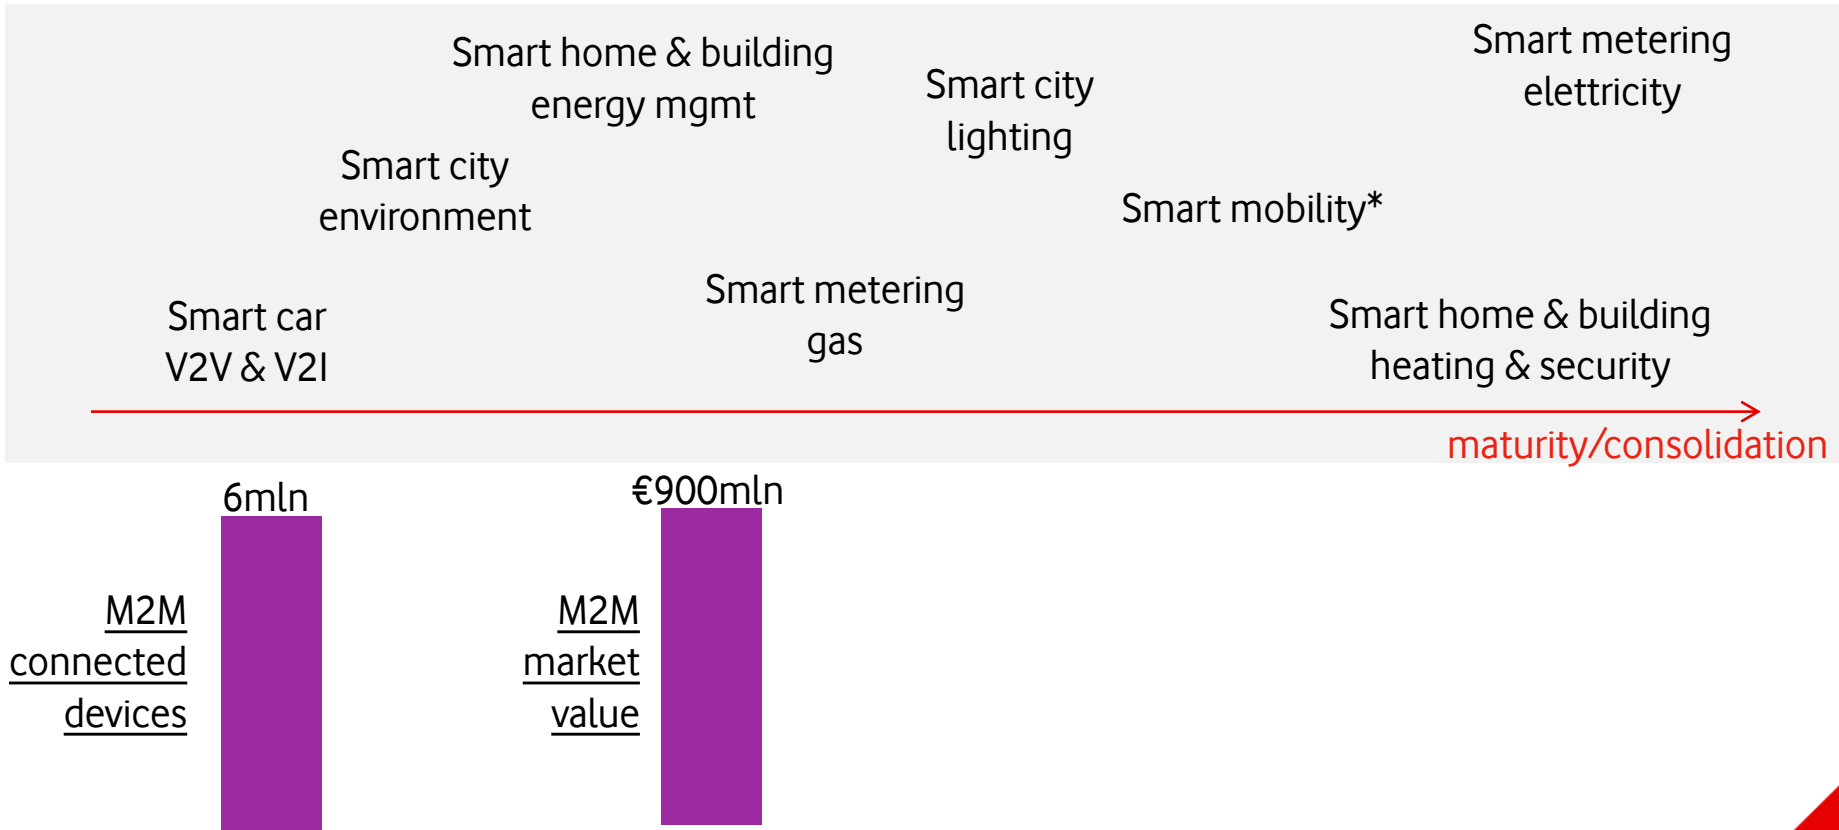 Smart home & building
energy mgmt
Smart city
lighting
Smart metering
elettricity
Smart city
environment
Smart mobility*
Smart car
V2V & V2I
Smart metering
gas
Smart home & building
heating & security
maturity/consolidation
6mln
€900mln
M2M
connected
devices
M2M
market
value